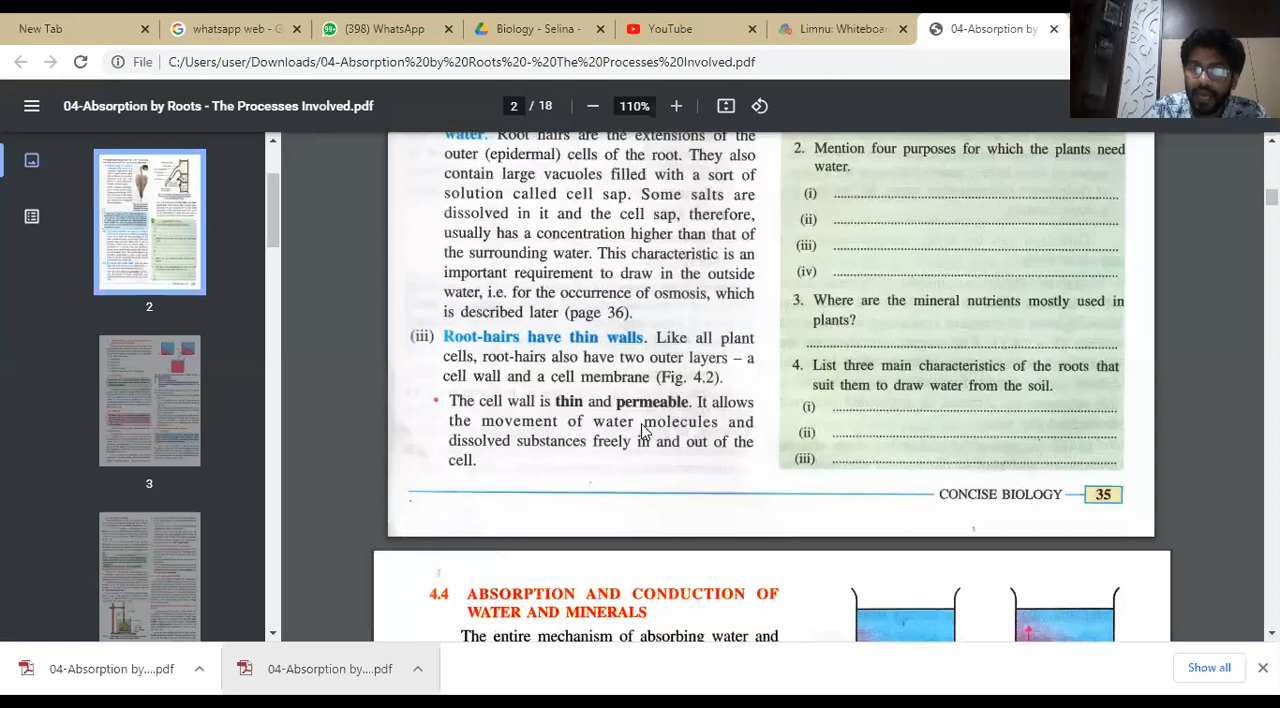 New Tab
whatsapp web - G
(398) WhatsApp
Biology - Selina -
YouTube
Limnu: Whiteboar
04-Absorption by
File
C:/Users/user/Downloads/04-Absorption%20by%20Roots%20-%20The%20Processes%20Involved.pdf
04-Absorption by Roots - The Processes Involved.pdf
2 / 18
110%
2
3
water. Root hairs are the extensions of the
outer (epidermal) cells of the root. They also
contain large vacuoles filled with a sort of
solution called cell sap. Some salts are
dissolved in it and the cell sap, therefore,
usually has a concentration higher than that of
the surrounding water. This characteristic is an
important requirement to draw in the outside
water, i.e. for the occurrence of osmosis, which
is described later (page 36).
(iii) Root-hairs have thin walls. Like all plant
cells, root-hairs also have two outer layers – a
cell wall and a cell membrane (Fig. 4.2).
• The cell wall is thin and permeable. It allows
the movement of water molecules and
dissolved substances freely in and out of the
cell.
2. Mention four purposes for which the plants need
water.
(i)
(ii)
(iii)
(iv)
3. Where are the mineral nutrients mostly used in
plants?
4. List three main characteristics of the roots that
suit them to draw water from the soil.
(i)
(ii)
(iii)
CONCISE BIOLOGY 35
4.4 ABSORPTION AND CONDUCTION OF
WATER AND MINERALS
The entire mechanism of absorbing water and
04-Absorption by....pdf
04-Absorption by....pdf
Show all